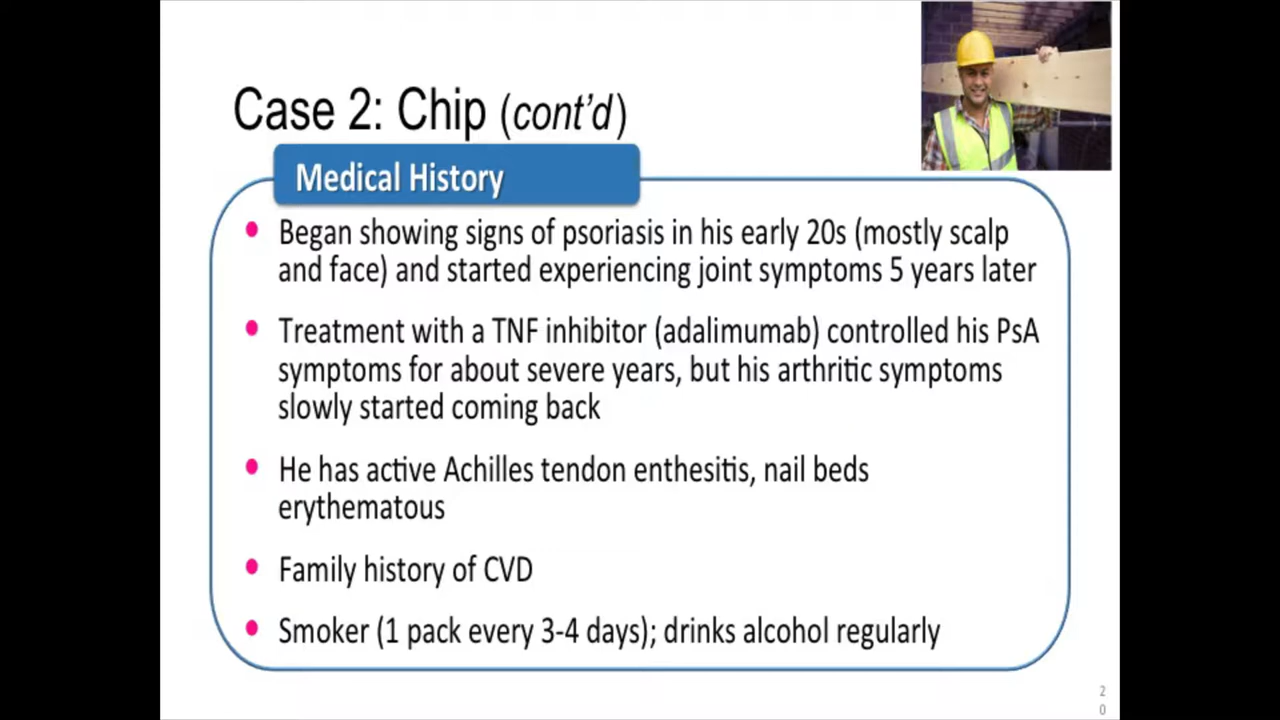 Case 2: Chip (cont'd)
Medical History
• Began showing signs of psoriasis in his early 20s (mostly scalp
and face) and started experiencing joint symptoms 5 years later
• Treatment with a TNF inhibitor (adalimumab) controlled his PsA
symptoms for about severe years, but his arthritic symptoms
slowly started coming back
• He has active Achilles tendon enthesitis, nail beds
erythematous
• Family history of CVD
• Smoker (1 pack every 3-4 days); drinks alcohol regularly
2
0